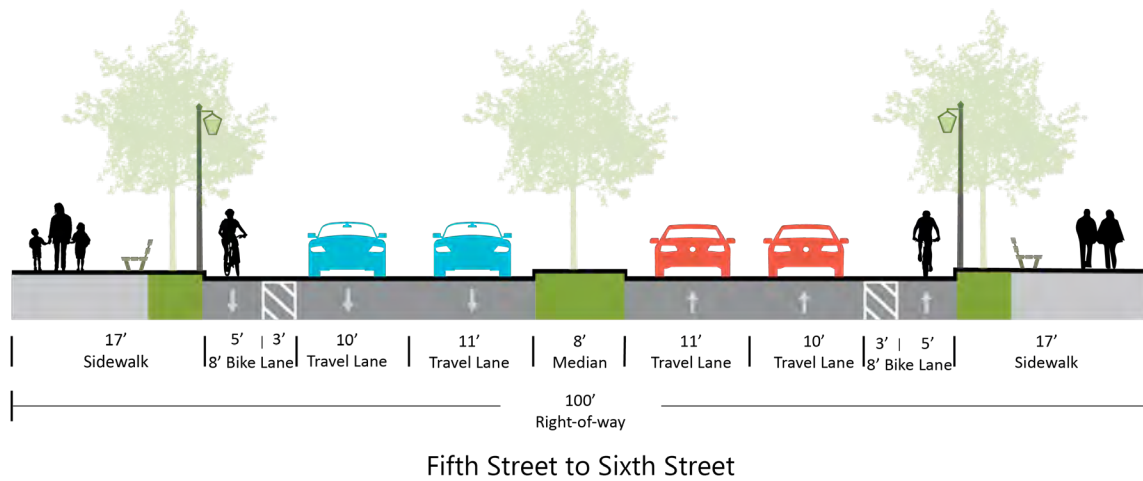 17’
Sidewalk
5’ | 3’
8’ Bike Lane
10’
Travel Lane
11’
Travel Lane
8’
Median
11’
Travel Lane
10’
Travel Lane
3’ | 5’
8’ Bike Lane
17’
Sidewalk
100’
Right-of-way
Fifth Street to Sixth Street